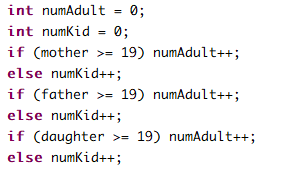 int numAdult = 0;
int numKid = 0;
if (mother >= 19) numAdult++;
else numKid++;
if (father >= 19) numAdult++;
else numKid++;
if (daughter >= 19) numAdult++;
else numKid++;